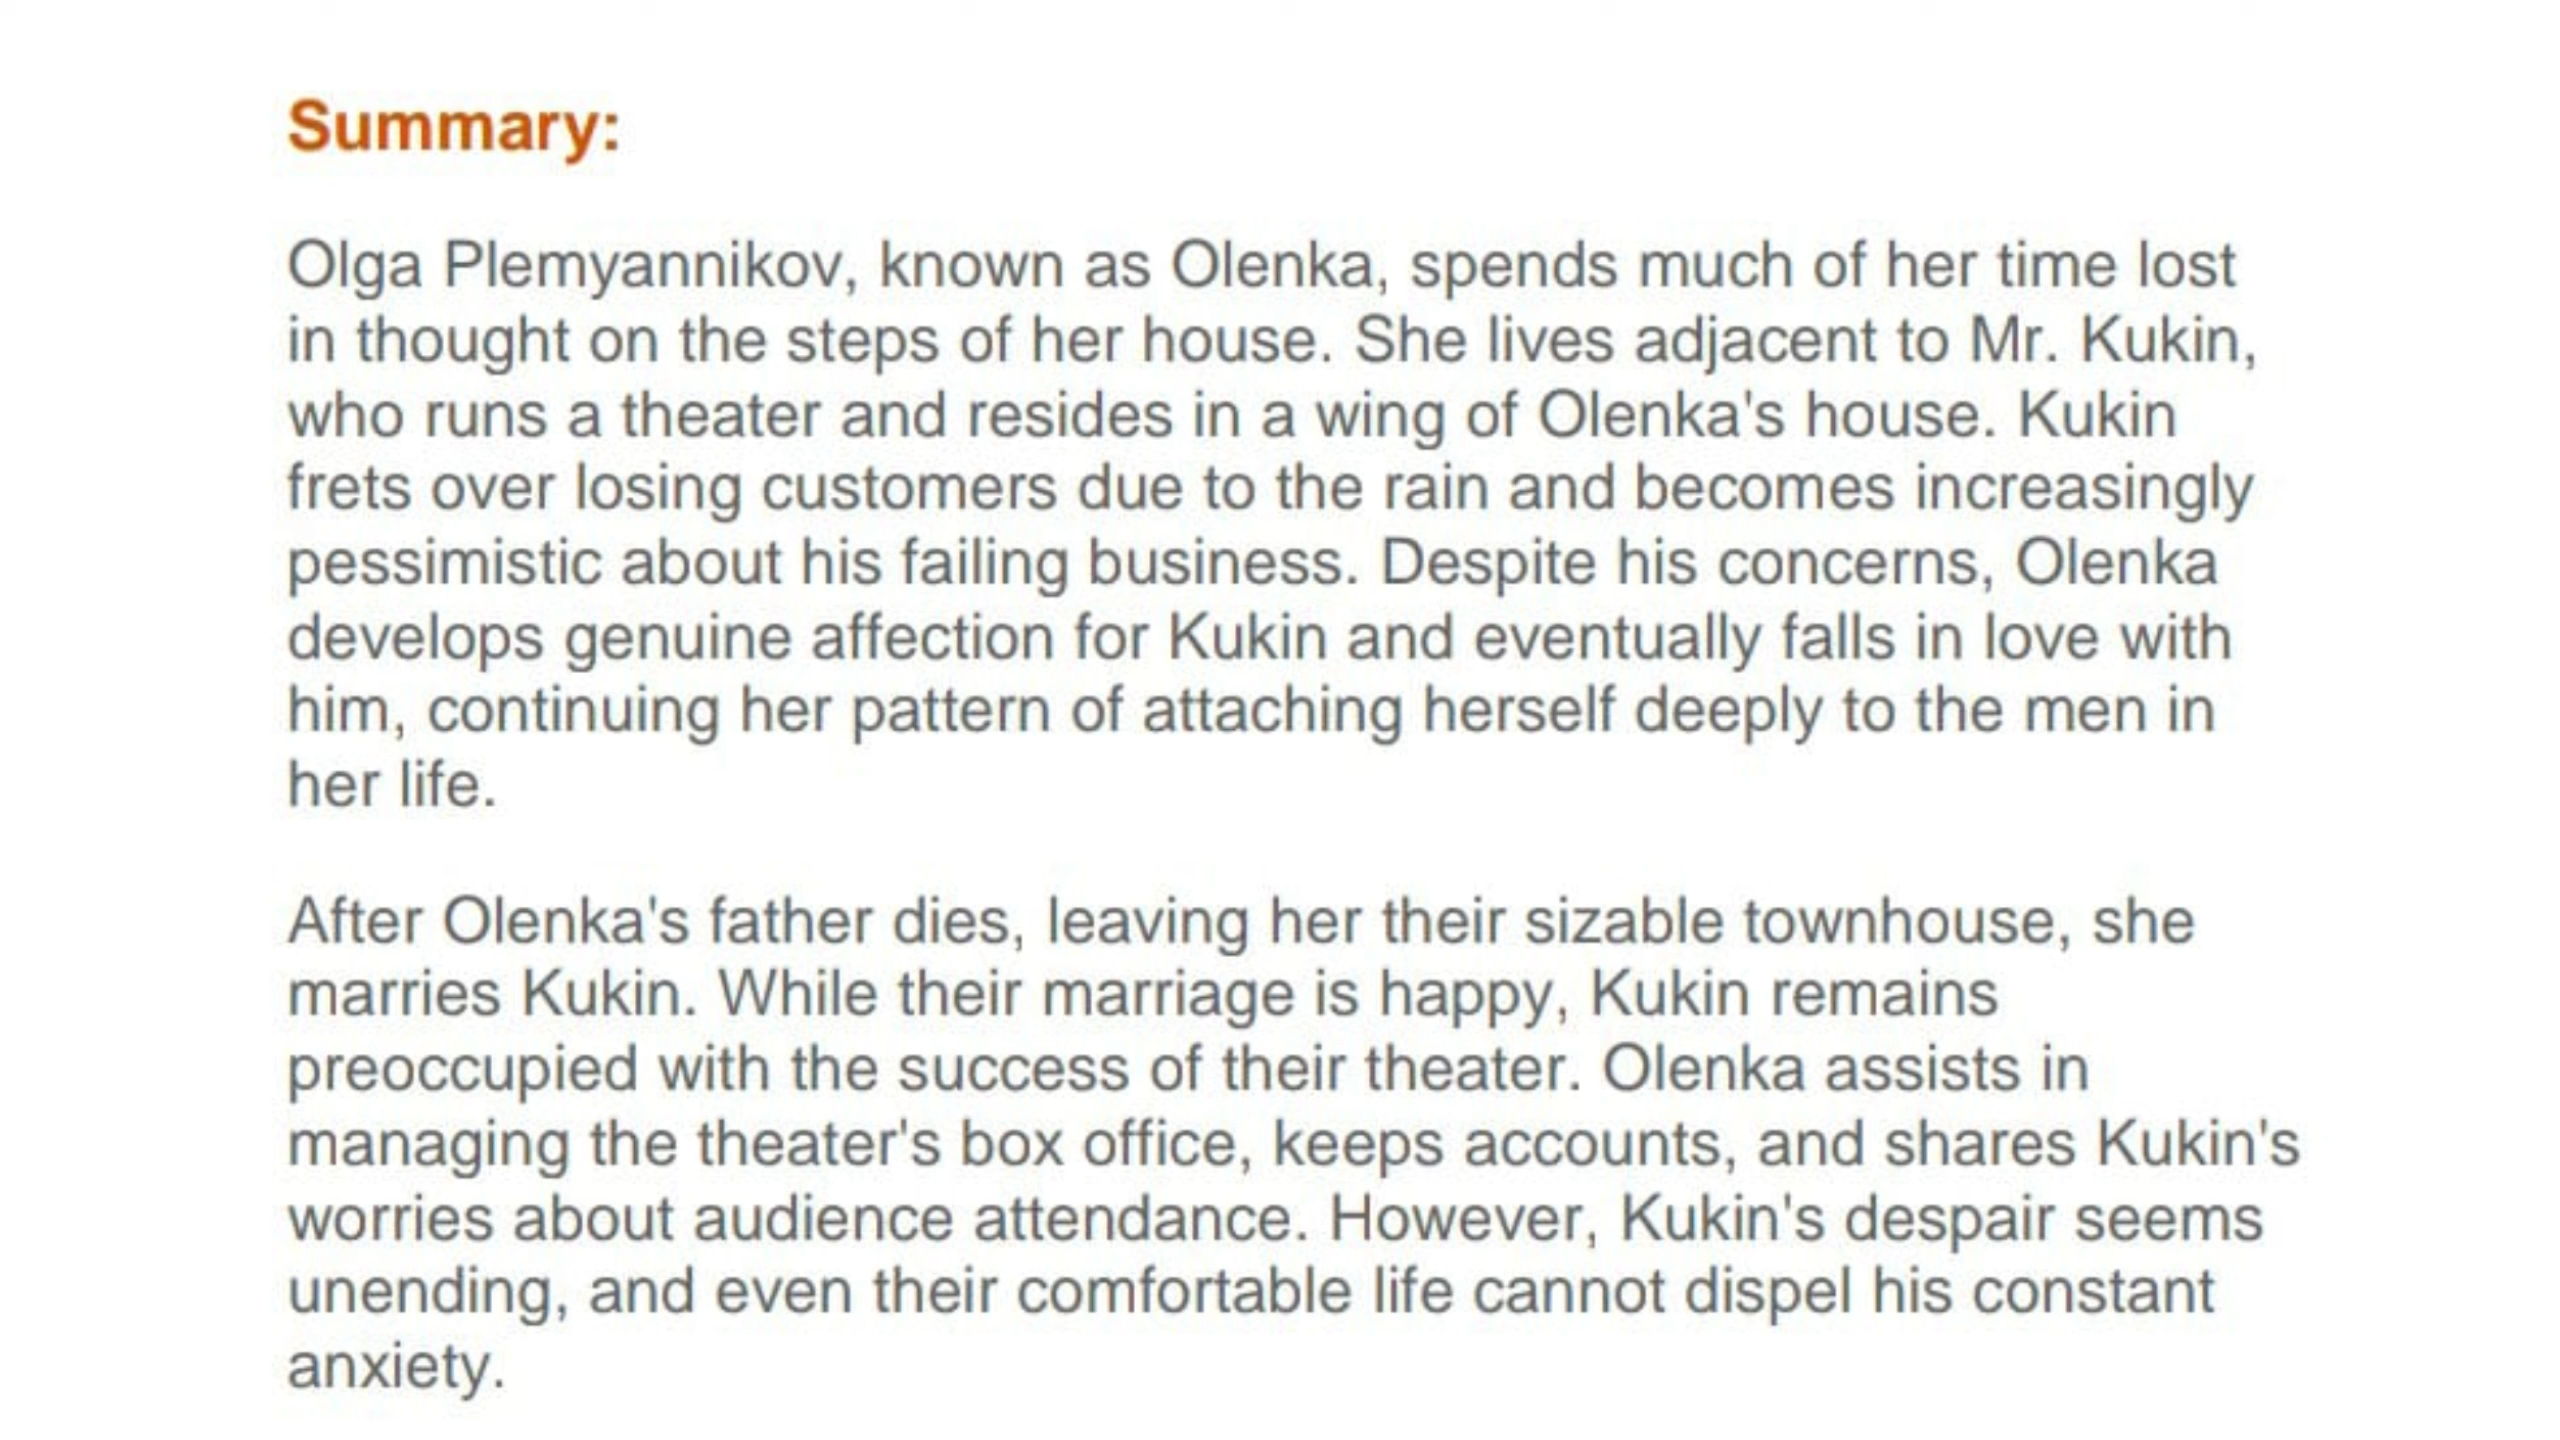 Summary:
Olga Plemyannikov, known as Olenka, spends much of her time lost
in thought on the steps of her house. She lives adjacent to Mr. Kukin,
who runs a theater and resides in a wing of Olenka's house. Kukin
frets over losing customers due to the rain and becomes increasingly
pessimistic about his failing business. Despite his concerns, Olenka
develops genuine affection for Kukin and eventually falls in love with
him, continuing her pattern of attaching herself deeply to the men in
her life.
After Olenka's father dies, leaving her their sizable townhouse, she
marries Kukin. While their marriage is happy, Kukin remains
preoccupied with the success of their theater. Olenka assists in
managing the theater's box office, keeps accounts, and shares Kukin's
worries about audience attendance. However, Kukin's despair seems
unending, and even their comfortable life cannot dispel his constant
anxiety.